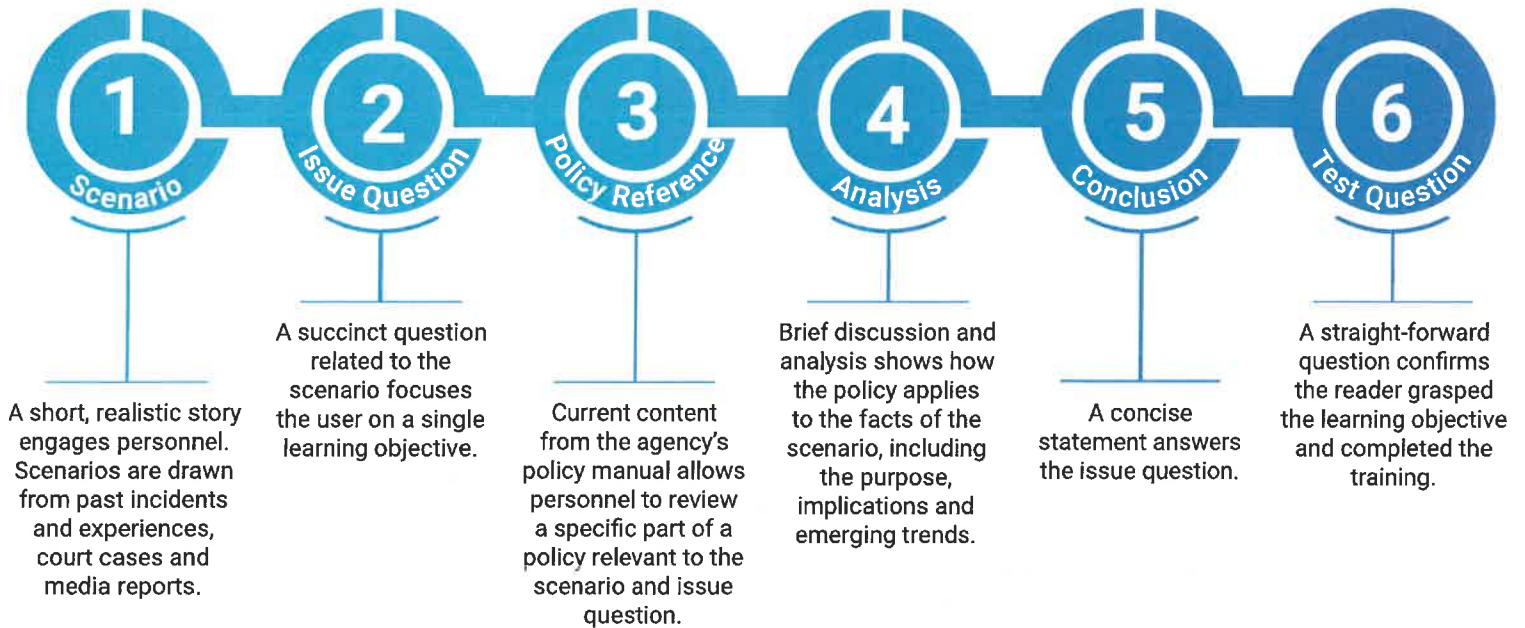 1
Scenario
A short, realistic story
engages personnel.
Scenarios are drawn
from past incidents
and experiences,
court cases and
media reports.
2
Issue Question
A succinct question
related to the
scenario focuses
the user on a single
learning objective.
3
Policy Reference
Current content
from the agency's
policy manual allows
personnel to review
a specific part of a
policy relevant to the
scenario and issue
question.
4
Analysis
Brief discussion and
analysis shows how
the policy applies
to the facts of the
scenario, including
the purpose,
implications and
emerging trends.
5
Conclusion
A concise
statement answers
the issue question.
6
Test Question
A straight-forward
question confirms
the reader grasped
the learning objective
and completed the
training.